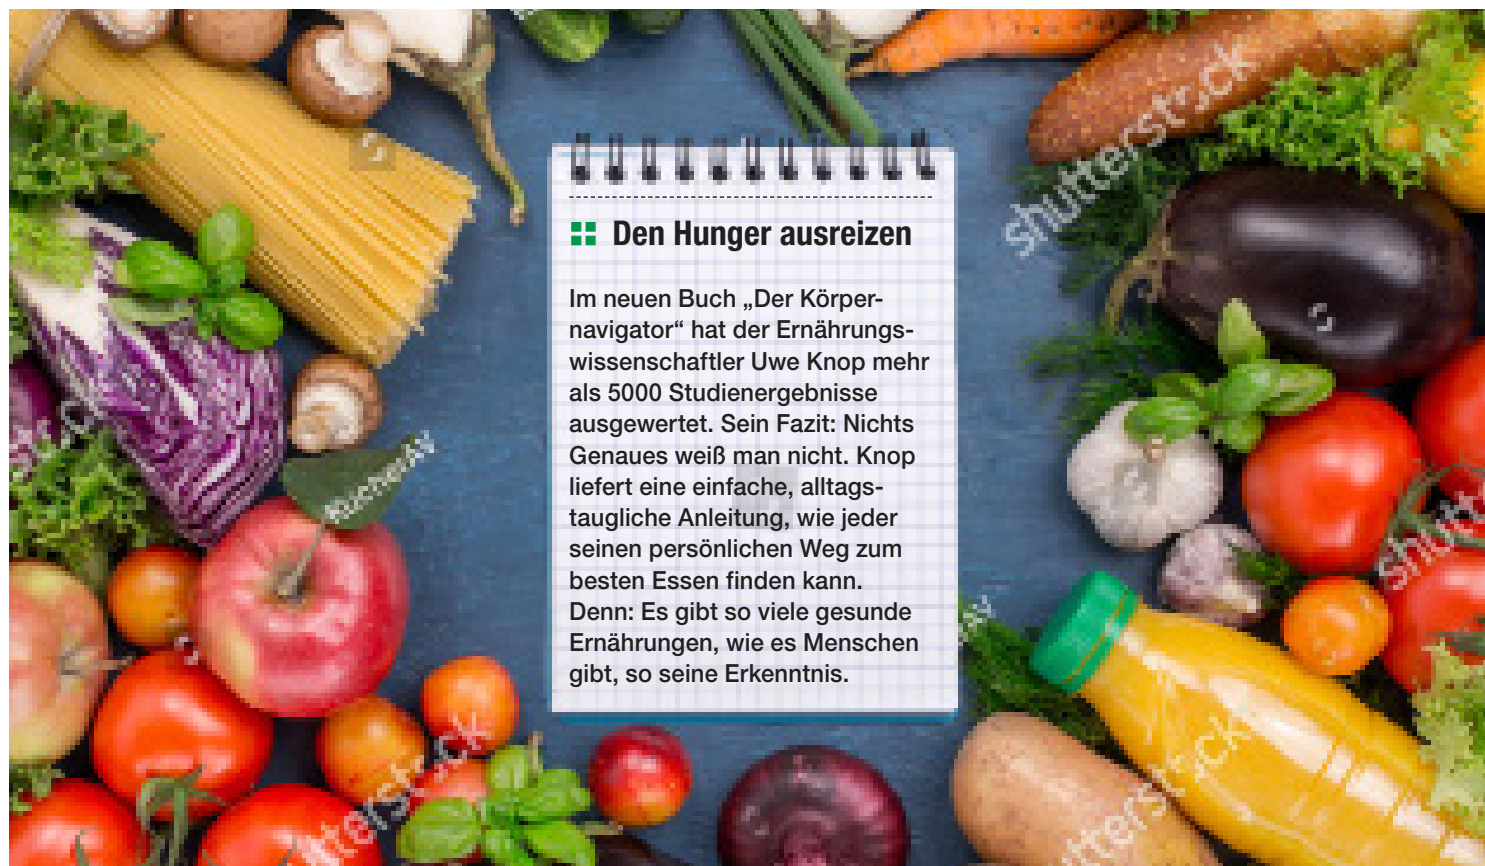 Den Hunger ausreizen
Im neuen Buch „Der Körper-
navigator“ hat der Ernährungs-
wissenschaftler Uwe Knop mehr
als 5000 Studienergebnisse
ausgewertet. Sein Fazit: Nichts
Genaues weiß man nicht. Knop
liefert eine einfache, alltags-
taugliche Anleitung, wie jeder
seinen persönlichen Weg zum
besten Essen finden kann.
Denn: Es gibt so viele gesunde
Ernährungen, wie es Menschen
gibt, so seine Erkenntnis.
shutterstock
shutterstock